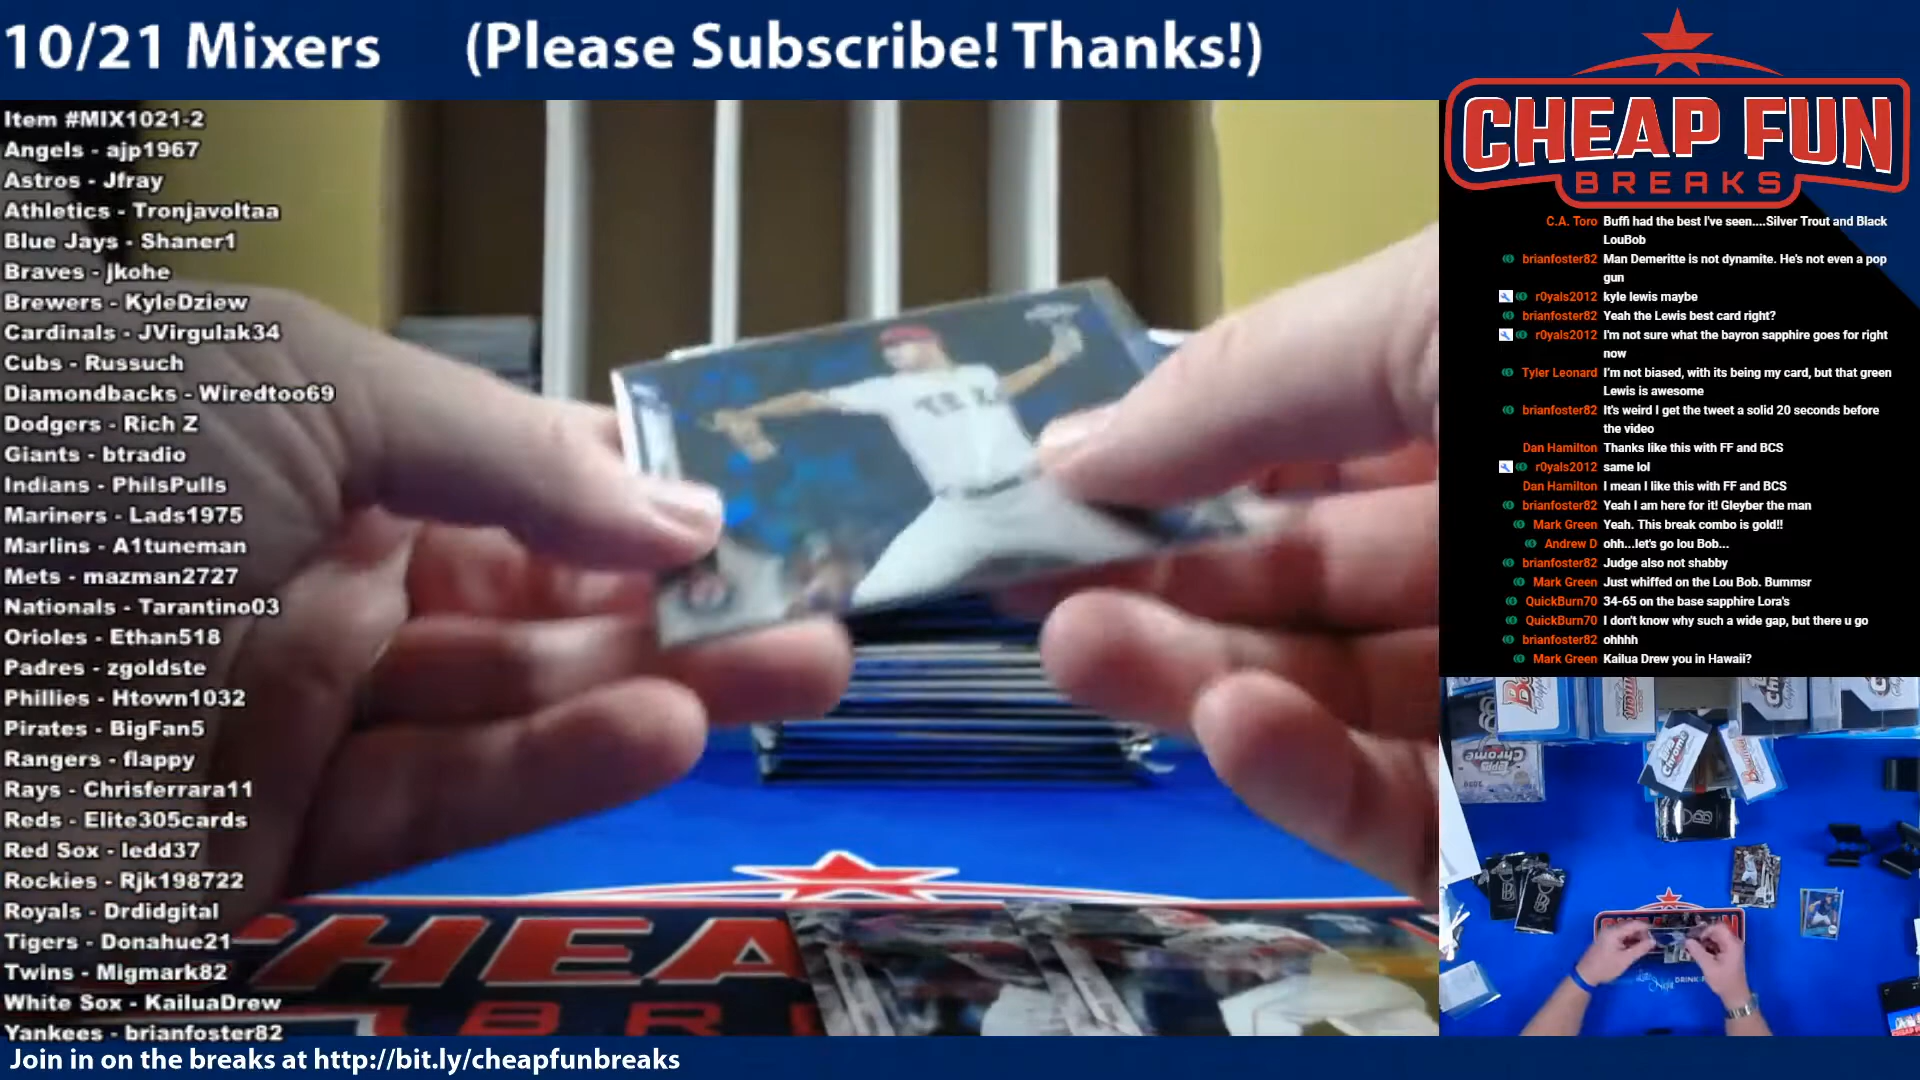 10/21 Mixers (Please Subscribe! Thanks!)
CHEAP FUN
BREAKS
Item #MIX1021-2
Angels - ajp1967
Astros - Jfray
Athletics - Tronjavoltaa
Blue Jays - Shaner1
Braves - jkohe
Brewers - KyleDziew
Cardinals - JVirgulak34
Cubs - Russuch
Diamondbacks - Wiredtoo69
Dodgers - Rich Z
Giants - btradio
Indians - PhilsPulls
Mariners - Lads1975
Marlins - A1tuneman
Mets - mazman2727
Nationals - Tarantino03
Orioles - Ethan518
Padres - zgoldste
Phillies - Htown1032
Pirates - BigFan5
Rangers - flappy
Rays - Chrisferrara11
Reds - Elite305cards
Red Sox - ledd37
Rockies - Rjk198722
Royals - Drdidgital
Tigers - Donahue21
Twins - Migmark82
White Sox - KailuaDrew
Yankees - brianfoster82
C.A. Toro Buffi had the best I've seen....Silver Trout and Black
LouBob
brianfoster82 Man Demeritte is not dynamite. He's not even a pop
gun
r0yals2012 kyle lewis maybe
brianfoster82 Yeah the Lewis best card right?
r0yals2012 I'm not sure what the bayron sapphire goes for right
now
Tyler Leonard I'm not biased, with its being my card, but that green
Lewis is awesome
brianfoster82 It's weird I get the tweet a solid 20 seconds before
the video
Dan Hamilton Thanks like this with FF and BCS
r0yals2012 same lol
Dan Hamilton I mean I like this with FF and BCS
brianfoster82 Yeah I am here for it! Gleyber the man
Mark Green Yeah. This break combo is gold!!
Andrew D ohh...let's go lou Bob...
brianfoster82 Judge also not shabby
Mark Green Just whiffed on the Lou Bob. Bummsr
QuickBurn70 34-65 on the base sapphire Lora's
QuickBurn70 I don't know why such a wide gap, but there u go
brianfoster82 ohhhh
Mark Green Kailua Drew you in Hawaii?
CHEA
BR
Chrome
DRINK
Join in on the breaks at http://bit.ly/cheapfunbreaks